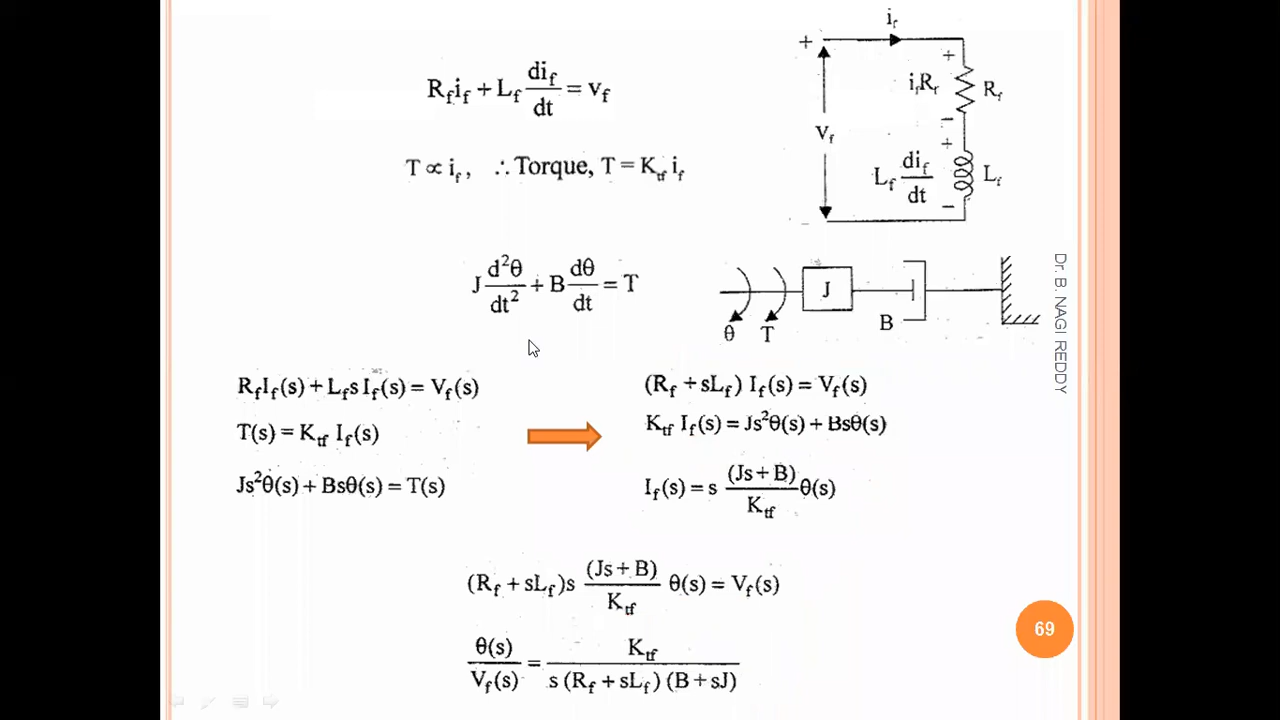 R_f i_f + L_f di_f/dt = v_f
T ∝ i_f, ∴ Torque, T = K_tf i_f
J d²θ/dt² + B dθ/dt = T
R_f I_f(s) + L_f s I_f(s) = V_f(s)
T(s) = K_tf I_f(s)
Js²θ(s) + Bsθ(s) = T(s)
(R_f + sL_f) I_f(s) = V_f(s)
K_tf I_f(s) = Js²θ(s) + Bsθ(s)
I_f(s) = s (Js + B)/K_tf θ(s)
(R_f + sL_f)s (Js + B)/K_tf θ(s) = V_f(s)
θ(s)/V_f(s) = K_tf / s (R_f + sL_f) (B + sJ)
i_f
+
+
i_f R_f
R_f
−
V_f
+
L_f di_f/dt
L_f
−
−
J
B
θ T
Dr. B. NAGI REDDY
69